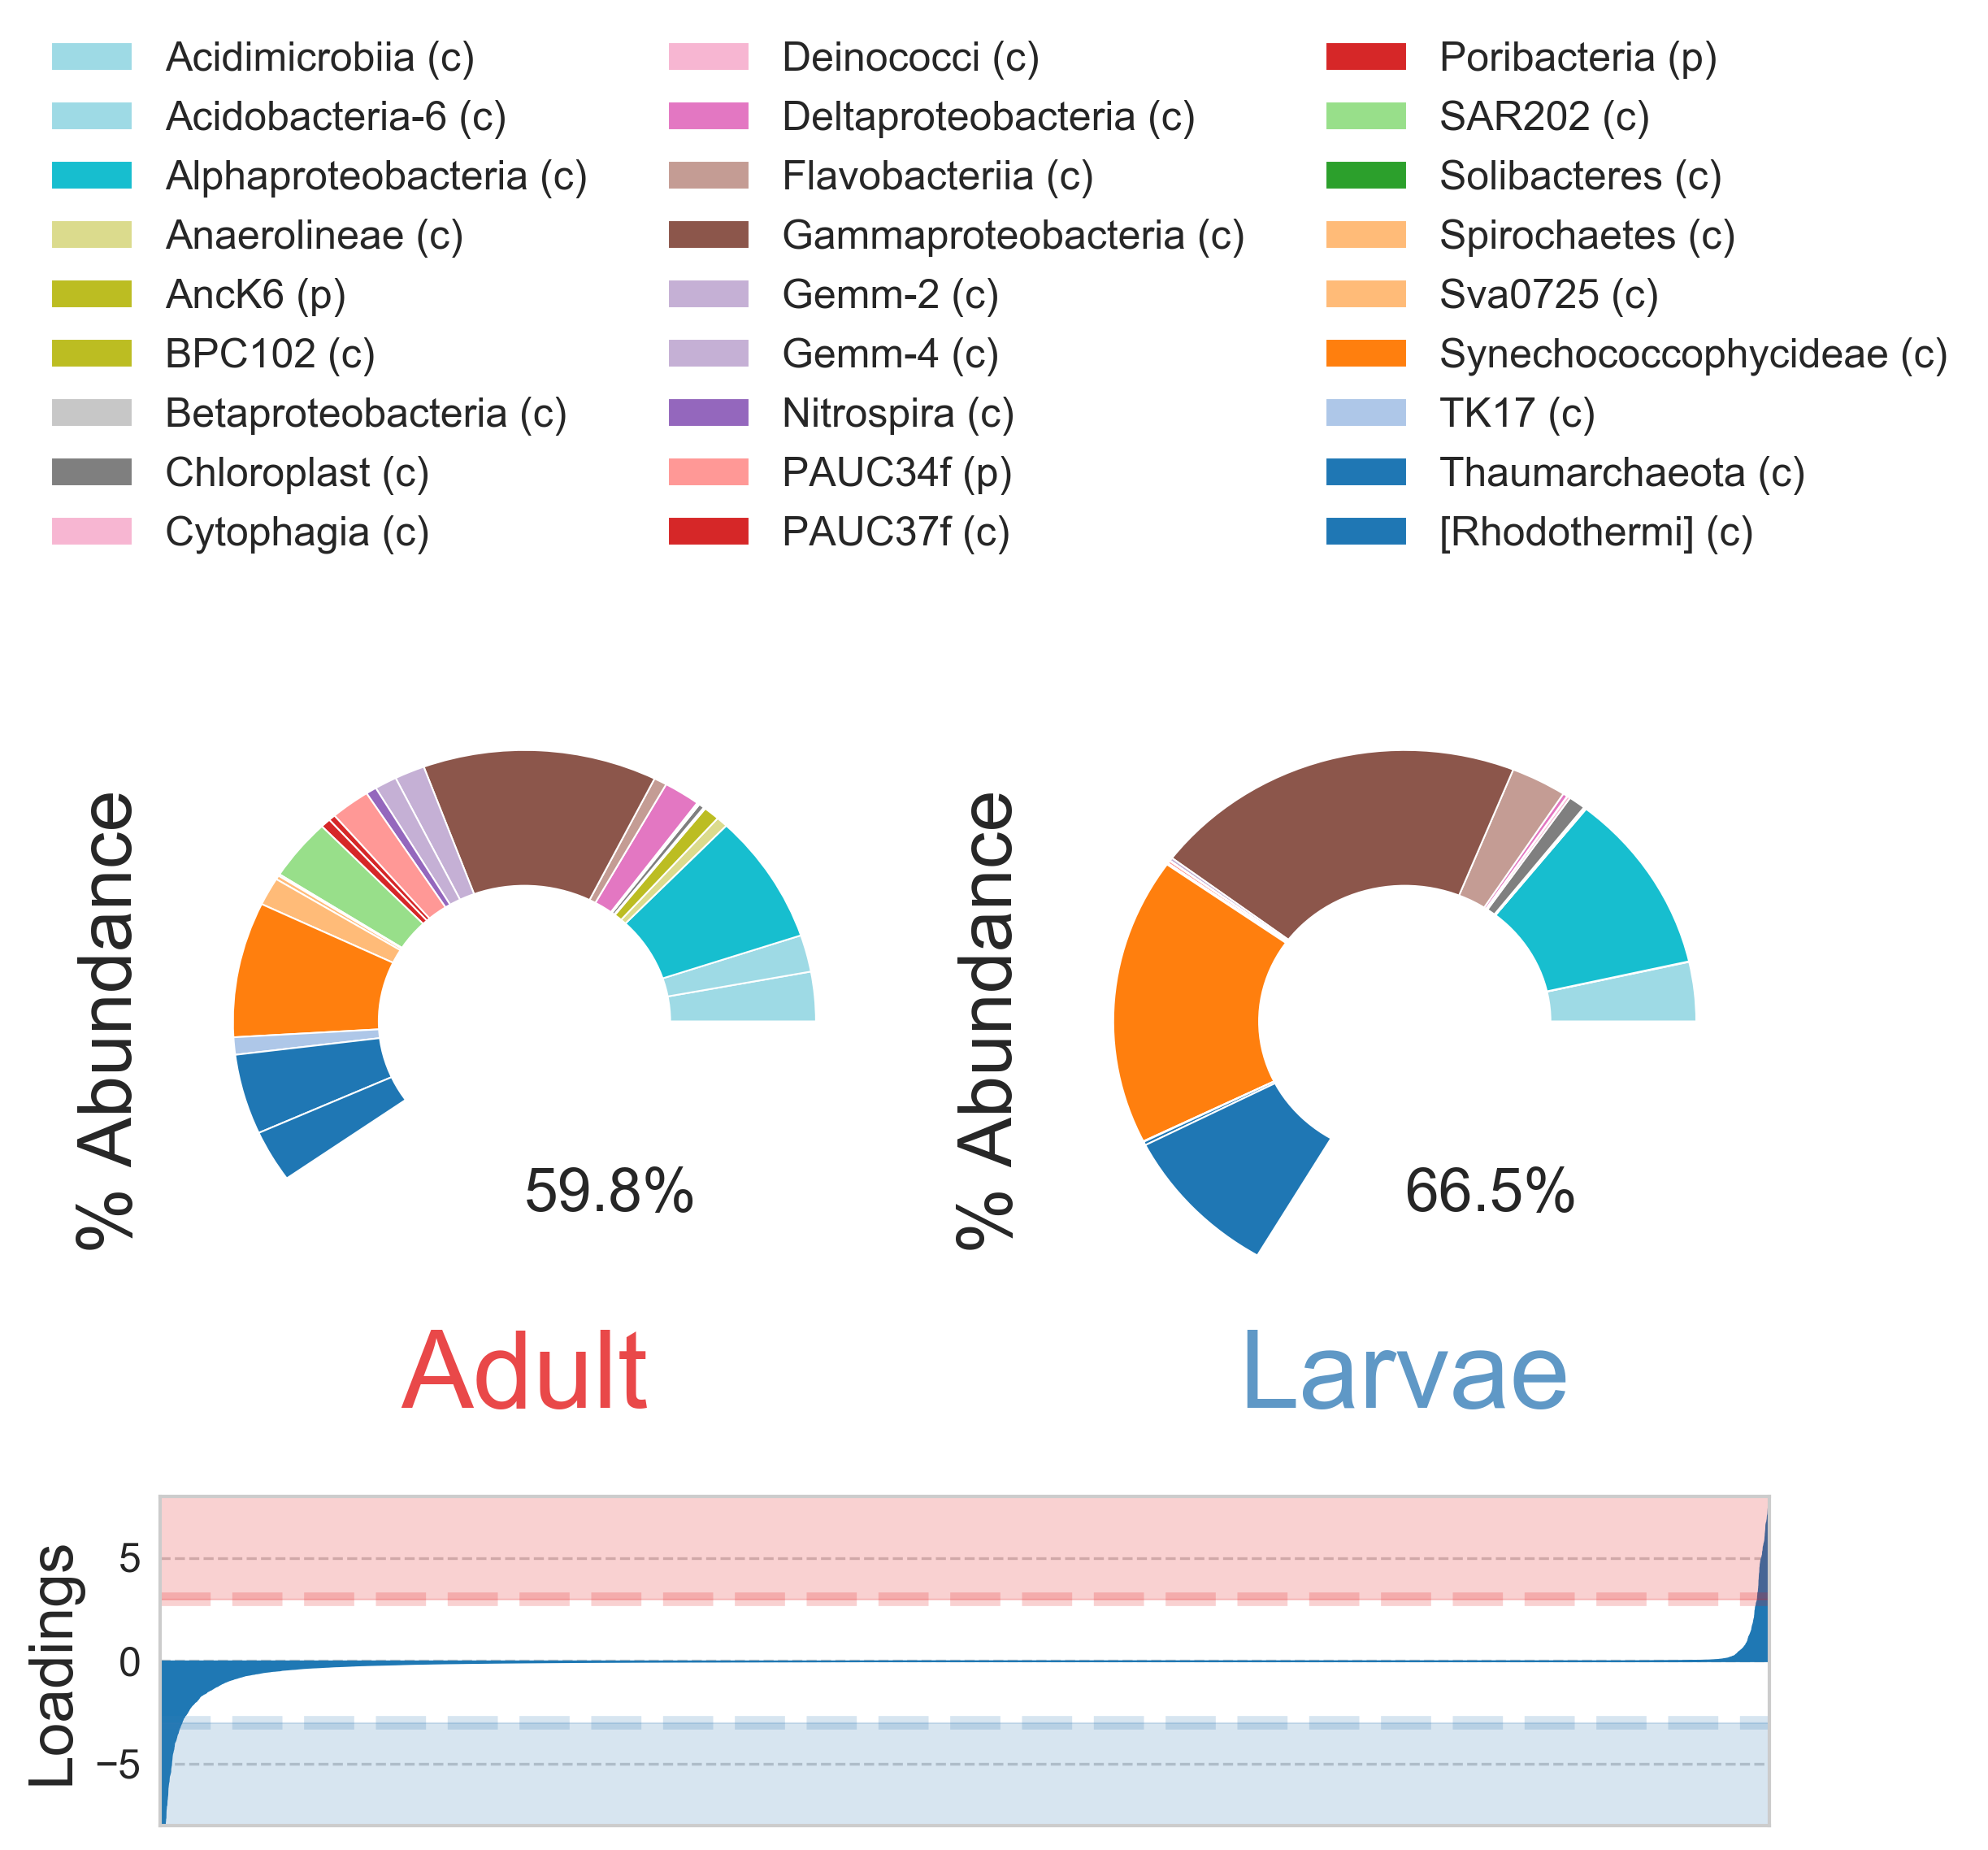 Acidimicrobiia (c)
Acidobacteria-6 (c)
Alphaproteobacteria (c)
Anaerolineae (c)
AncK6 (p)
BPC102 (c)
Betaproteobacteria (c)
Chloroplast (c)
Cytophagia (c)
Deinococci (c)
Deltaproteobacteria (c)
Flavobacteriia (c)
Gammaproteobacteria (c)
Gemm-2 (c)
Gemm-4 (c)
Nitrospira (c)
PAUC34f (p)
PAUC37f (c)
Poribacteria (p)
SAR202 (c)
Solibacteres (c)
Spirochaetes (c)
Sva0725 (c)
Synechococcophycideae (c)
TK17 (c)
Thaumarchaeota (c)
[Rhodothermi] (c)
% Abundance
59.8%
Adult
% Abundance
66.5%
Larvae
Loadings
5
0
−5